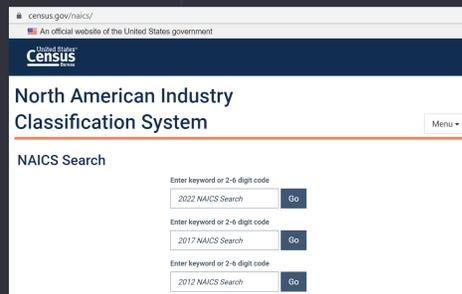 census.gov/naics/
An official website of the United States government
United States®
Census
Bureau
North American Industry
Classification System
Menu
NAICS Search
Enter keyword or 2-6 digit code
2022 NAICS Search Go
Enter keyword or 2-6 digit code
2017 NAICS Search Go
Enter keyword or 2-6 digit code
2012 NAICS Search Go